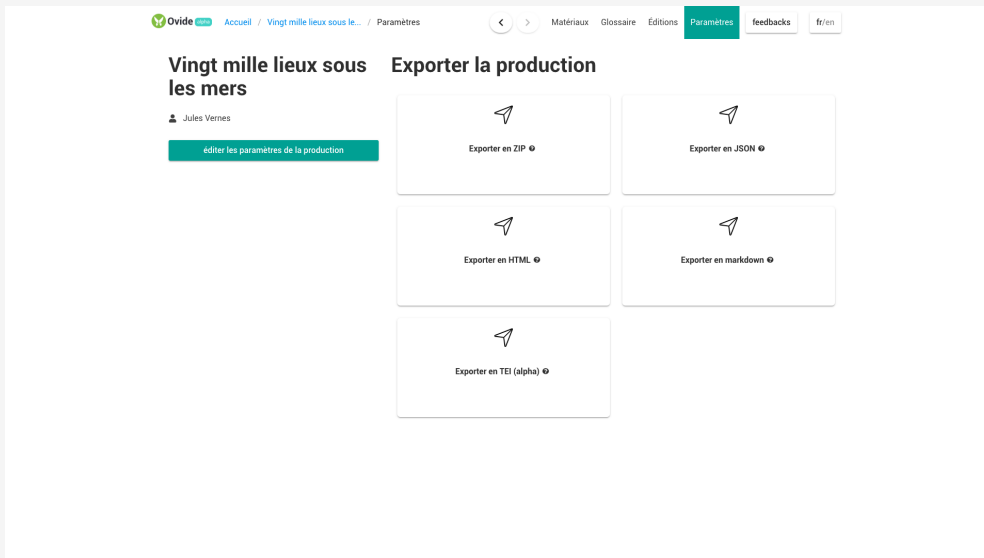 Ovide alpha Accueil / Vingt mille lieux sous le... / Paramètres Matériaux Glossaire Éditions Paramètres feedbacks fr/en
Vingt mille lieux sous
les mers
Jules Vernes
éditer les paramètres de la production
Exporter la production
Exporter en ZIP
Exporter en JSON
Exporter en HTML
Exporter en markdown
Exporter en TEI (alpha)